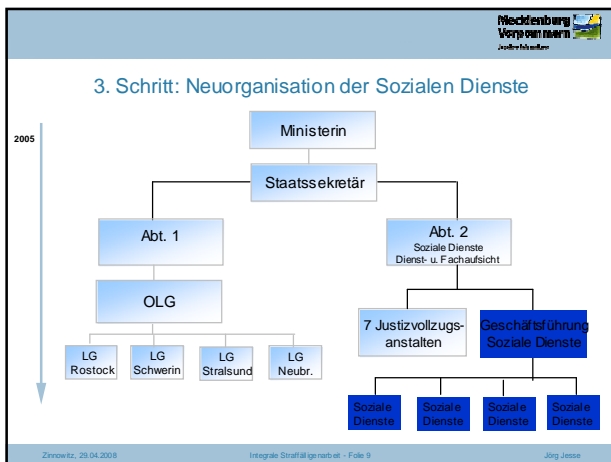 Mecklenburg
Vorpommern
3. Schritt: Neuorganisation der Sozialen Dienste
2005
Ministerin
Staatssekretär
Abt. 1
Abt. 2
Soziale Dienste
Dienst- u. Fachaufsicht
OLG
7 Justizvollzugs-
anstalten
Geschäftsführung
Soziale Dienste
LG
Rostock
LG
Schwerin
LG
Stralsund
LG
Neubr.
Soziale
Dienste
Soziale
Dienste
Soziale
Dienste
Soziale
Dienste
Zinnowitz, 29.04.2008
Integrale Straffälligenarbeit - Folie 9
Jörg Jesse